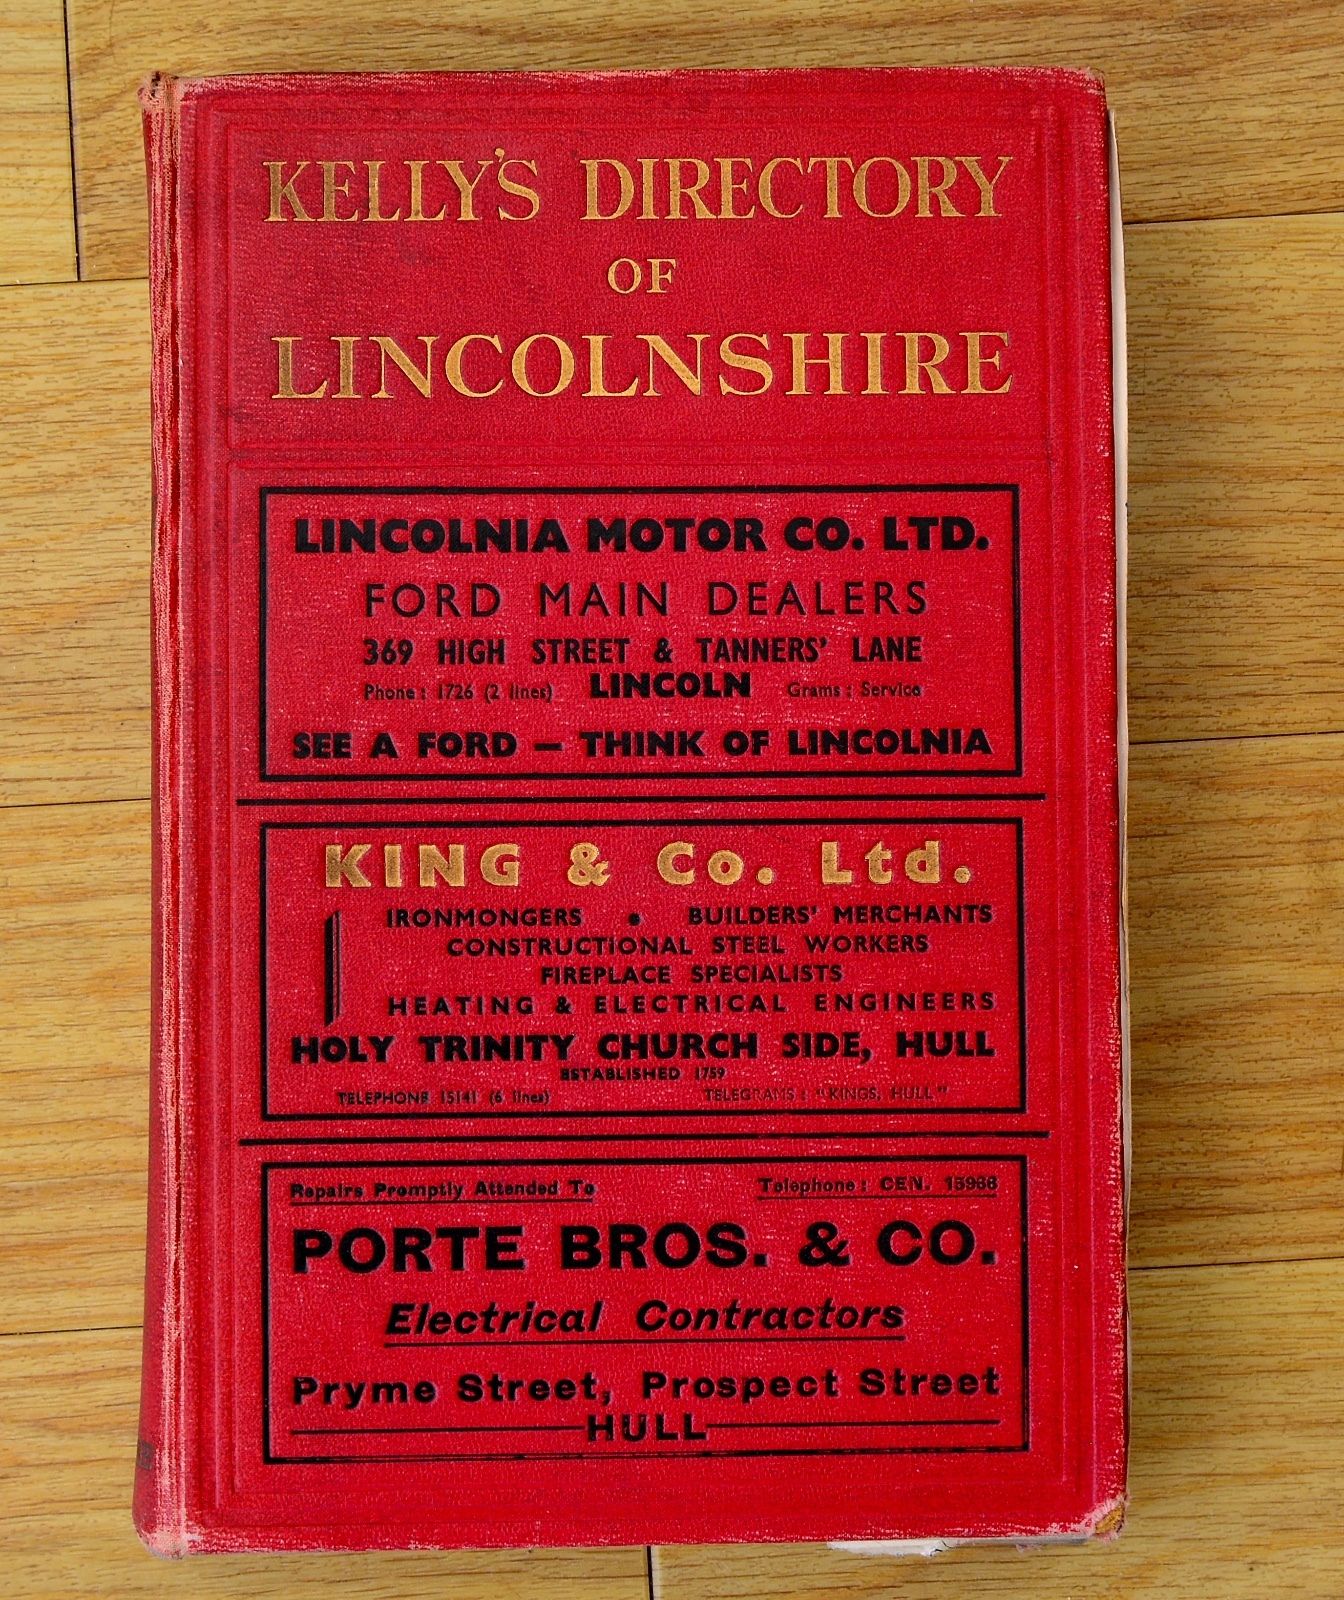 KELLY'S DIRECTORY
OF
LINCOLNSHIRE
LINCOLNIA MOTOR CO. LTD.
FORD MAIN DEALERS
369 HIGH STREET & TANNERS' LANE
Phone: 1726 (2 lines) LINCOLN Grams: Service
SEE A FORD — THINK OF LINCOLNIA
KING & Co. Ltd.
IRONMONGERS • BUILDERS' MERCHANTS
CONSTRUCTIONAL STEEL WORKERS
FIREPLACE SPECIALISTS
HEATING & ELECTRICAL ENGINEERS
HOLY TRINITY CHURCH SIDE, HULL
ESTABLISHED 1759
TELEPHONE 15141 (6 lines) TELEGRAMS: "KINGS, HULL"
Repairs Promptly Attended To Telephone: CEN. 15988
PORTE BROS. & CO.
Electrical Contractors
Pryme Street, Prospect Street
HULL